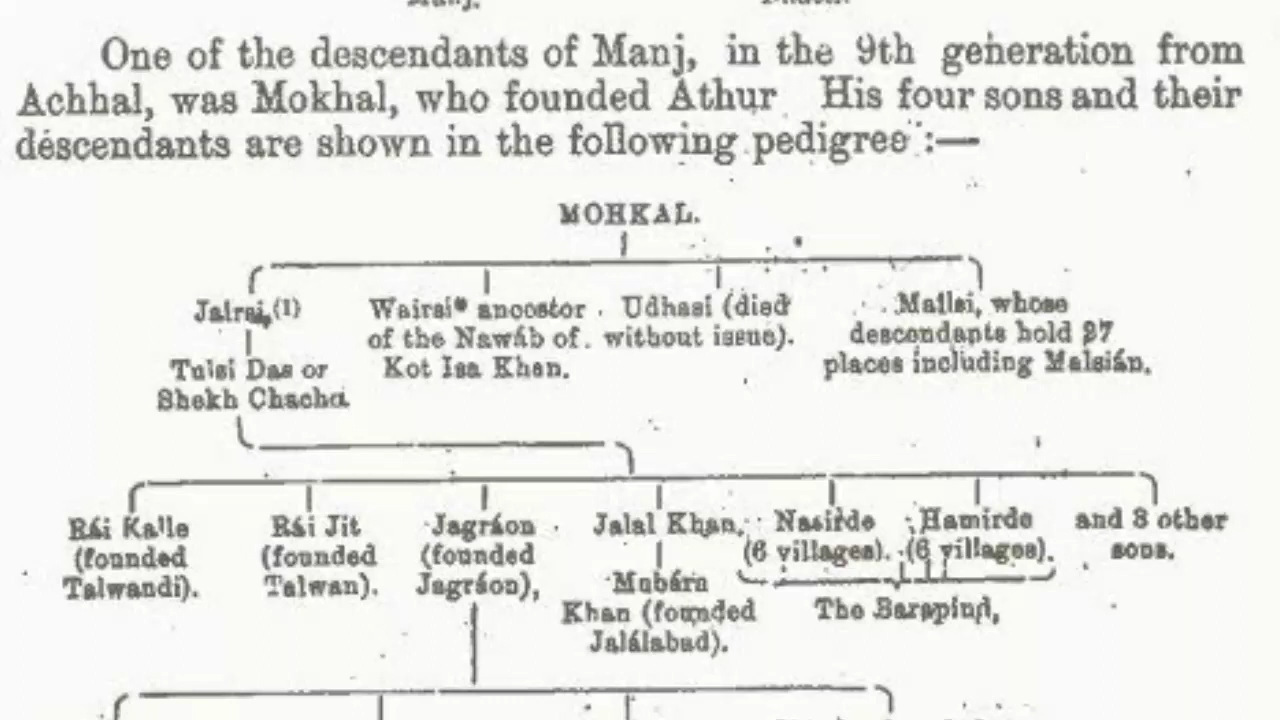 One of the descendants of Manj, in the 9th generation from
Achhal, was Mokhal, who founded Athur His four sons and their
descendants are shown in the following pedigree :—
MOHKAL.
Jairai,(1)
Wairsi* ancestor
of the Nawáb of
Kot Isa Khan.
Udhasi (died
without issue).
Mallsi, whose
descendants hold 27
places including Malsián.
Tulsi Das or
Shekh Chacha
Rái Kalle
(founded
Talwandi).
Rái Jit
(founded
Talwan).
Jagráon
(founded
Jagráon),
Jalal Khan,
Mubára
Khan (founded
Jalálabad).
Nasirde
(6 villages).
Hamirde
(6 villages).
The Barapind,
and 3 other
sons.